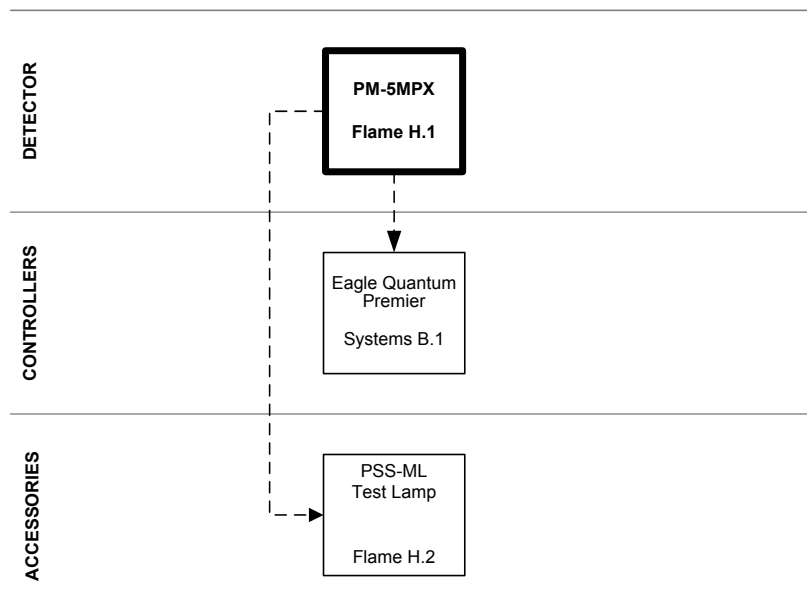 DETECTOR
PM-5MPX
Flame H.1
CONTROLLERS
Eagle Quantum
Premier
Systems B.1
ACCESSORIES
PSS-ML
Test Lamp
Flame H.2